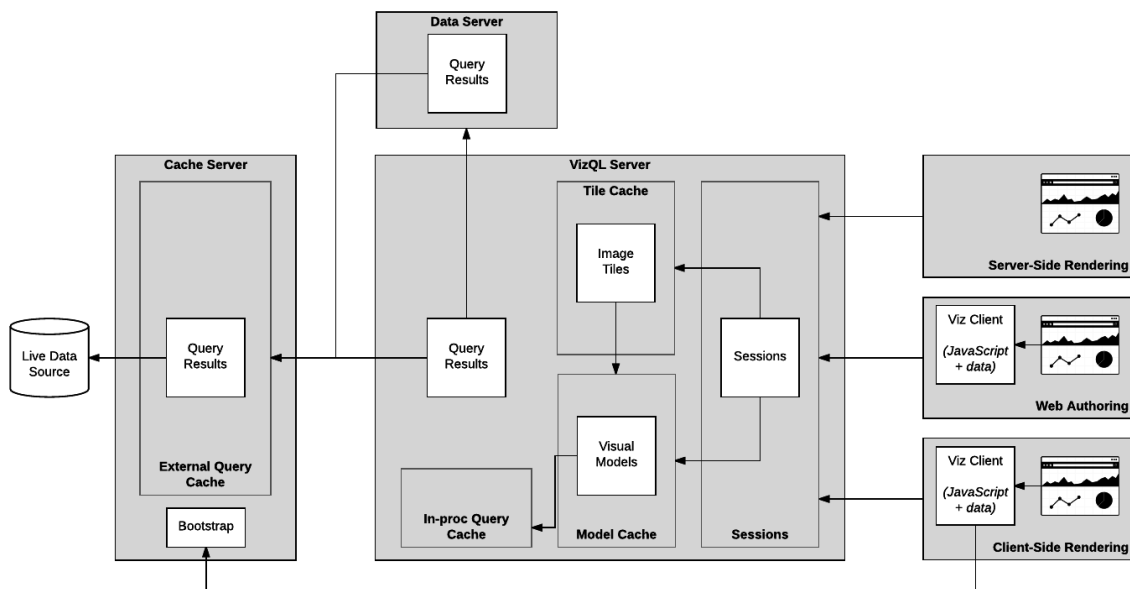 Data Server
Query
Results
Cache Server
Query
Results
External Query
Cache
Bootstrap
Live Data
Source
VizQL Server
Tile Cache
Image
Tiles
Query
Results
Sessions
Visual
Models
In-proc Query
Cache
Model Cache
Sessions
Server-Side Rendering
Viz Client
(JavaScript
+ data)
Web Authoring
Viz Client
(JavaScript
+ data)
Client-Side Rendering